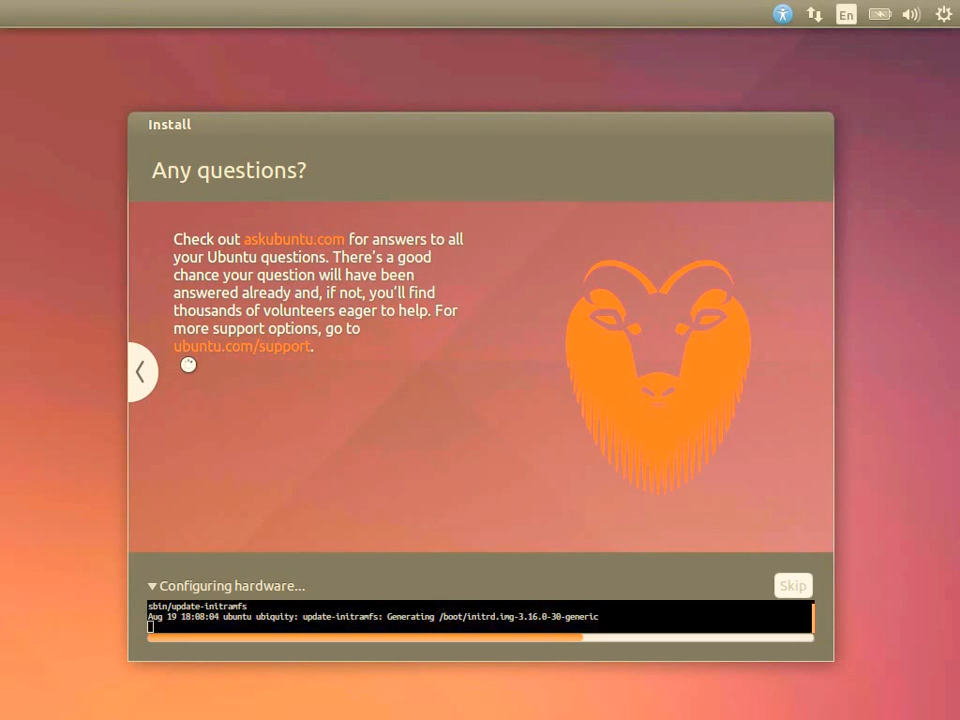 En
Install
Any questions?
Check out askubuntu.com for answers to all
your Ubuntu questions. There's a good
chance your question will have been
answered already and, if not, you'll find
thousands of volunteers eager to help. For
more support options, go to
ubuntu.com/support.
Configuring hardware...
Skip
sbin/update-initramfs
Aug 19 18:08:04 ubuntu ubiquity: update-initramfs: Generating /boot/initrd.img-3.16.0-30-generic